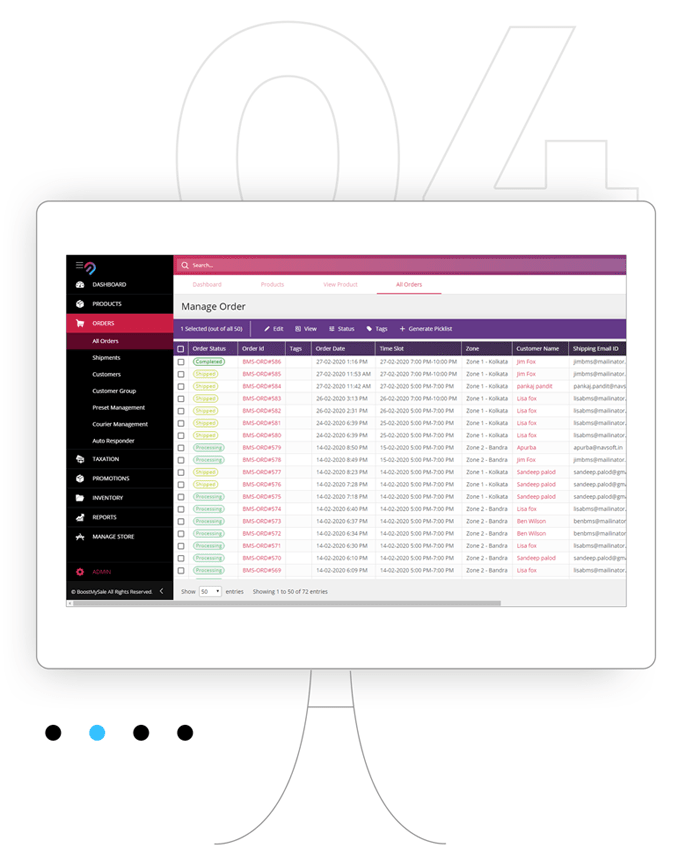 04
Search...
DASHBOARD
PRODUCTS
ORDERS
All Orders
Shipments
Customers
Customer Group
Preset Management
Courier Management
Auto Responder
TAXATION
PROMOTIONS
INVENTORY
REPORTS
MANAGE STORE
ADMIN
© BoostMySale All Rights Reserved.
Dashboard Products View Product All Orders
Manage Order
1 Selected (out of all 50) Edit View Status Tags + Generate Picklist
Order Status Order Id Tags Order Date Time Slot Zone Customer Name Shipping Email ID
Completed BMS-ORD#586 27-02-2020 1:16 PM 27-02-2020 7:00 PM-10:00 PM Zone 1 - Kolkata Jim Fox jimbms@mailinator.
Shipped BMS-ORD#585 27-02-2020 11:53 AM 27-02-2020 7:00 PM-10:00 PM Zone 1 - Kolkata Jim Fox jimbms@mailinator.
Shipped BMS-ORD#584 27-02-2020 11:42 AM 27-02-2020 5:00 PM-7:00 PM Zone 1 - Kolkata pankaj pandit pankaj.pandit@navs
Shipped BMS-ORD#583 26-02-2020 3:13 PM 26-02-2020 7:00 PM-10:00 PM Zone 1 - Kolkata Lisa fox lisabms@mailinator.
Shipped BMS-ORD#582 26-02-2020 2:31 PM 26-02-2020 5:00 PM-7:00 PM Zone 1 - Kolkata Lisa fox lisabms@mailinator.
Shipped BMS-ORD#581 24-02-2020 6:39 PM 25-02-2020 5:00 PM-7:00 PM Zone 1 - Kolkata Lisa fox lisabms@mailinator.
Shipped BMS-ORD#580 24-02-2020 6:39 PM 25-02-2020 5:00 PM-7:00 PM Zone 1 - Kolkata Lisa fox lisabms@mailinator.
Processing BMS-ORD#579 14-02-2020 8:50 PM 14-02-2020 5:00 PM-7:00 PM Zone 2 - Bandra Apurba apurba@navsoft.in
Processing BMS-ORD#578 14-02-2020 8:49 PM 14-02-2020 5:00 PM-7:00 PM Zone 2 - Bandra Jim Fox jimbms@mailinator.
Shipped BMS-ORD#577 14-02-2020 8:23 PM 14-02-2020 5:00 PM-7:00 PM Zone 1 - Kolkata Sandeep palod sandeep.palod@gm
Shipped BMS-ORD#576 14-02-2020 7:28 PM 14-02-2020 5:00 PM-7:00 PM Zone 1 - Kolkata Sandeep palod sandeep.palod@gm
Processing BMS-ORD#575 14-02-2020 7:18 PM 14-02-2020 5:00 PM-7:00 PM Zone 1 - Kolkata Sandeep palod sandeep.palod@gm
Processing BMS-ORD#574 14-02-2020 6:40 PM 14-02-2020 5:00 PM-7:00 PM Zone 2 - Bandra Lisa fox lisabms@mailinator.
Processing BMS-ORD#573 14-02-2020 6:37 PM 14-02-2020 5:00 PM-7:00 PM Zone 2 - Bandra Ben Wilson benbms@mailinator
Processing BMS-ORD#572 14-02-2020 6:34 PM 14-02-2020 5:00 PM-7:00 PM Zone 2 - Bandra Ben Wilson benbms@mailinator
Processing BMS-ORD#571 14-02-2020 6:30 PM 14-02-2020 5:00 PM-7:00 PM Zone 2 - Bandra Lisa fox lisabms@mailinator.
Processing BMS-ORD#570 14-02-2020 6:10 PM 14-02-2020 5:00 PM-7:00 PM Zone 2 - Bandra Sandeep palod sandeep.palod@gm
Processing BMS-ORD#569 14-02-2020 6:09 PM 14-02-2020 5:00 PM-7:00 PM Zone 2 - Bandra Lisa fox lisabms@mailinator.
Show 50 entries Showing 1 to 50 of 72 entries